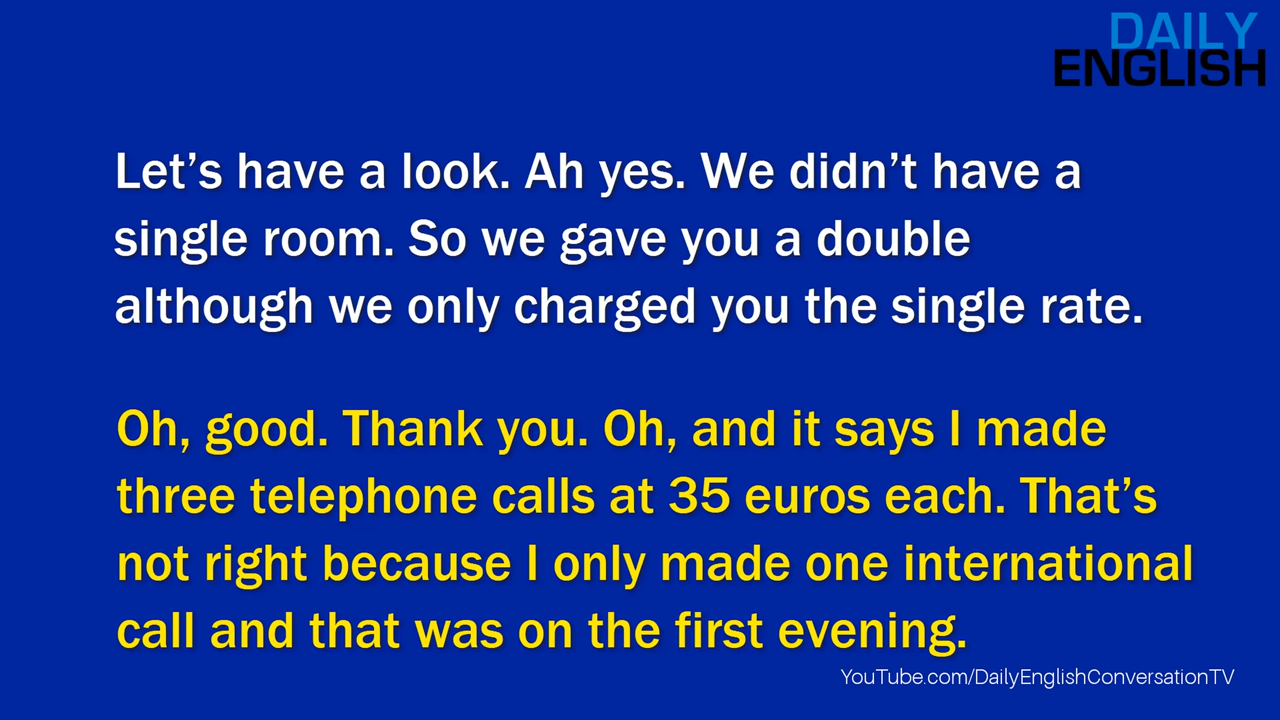 DAILY
ENGLISH
Let’s have a look. Ah yes. We didn’t have a
single room. So we gave you a double
although we only charged you the single rate.
Oh, good. Thank you. Oh, and it says I made
three telephone calls at 35 euros each. That’s
not right because I only made one international
call and that was on the first evening.
YouTube.com/DailyEnglishConversationTV